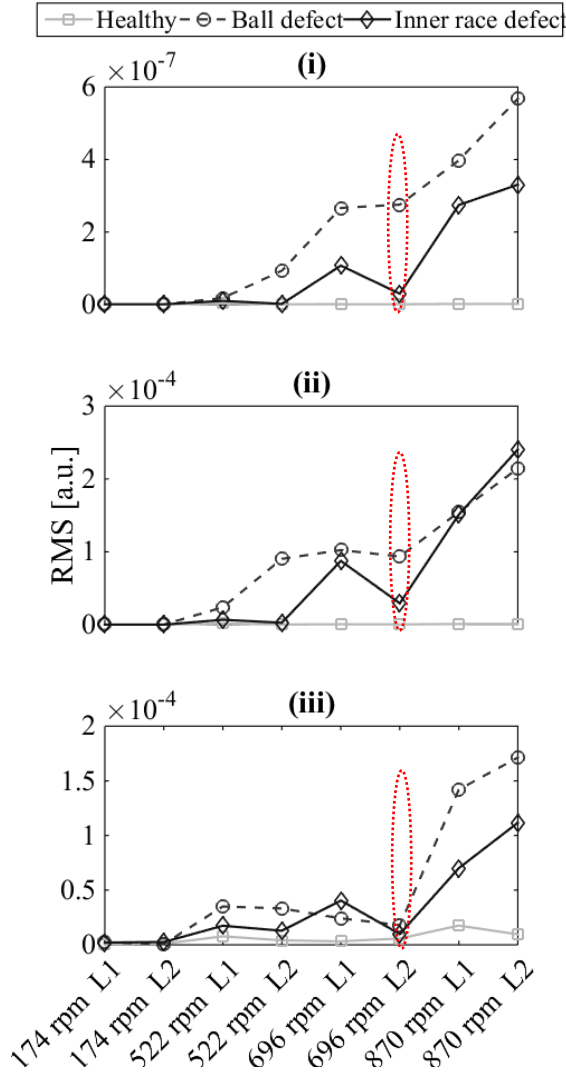 Healthy Ball defect Inner race defect
(i)
×10-7
6
4
2
0
(ii)
×10-4
3
2
1
0
RMS [a.u.]
(iii)
×10-4
2
1.5
1
0.5
0
174 rpm L1
174 rpm L2
522 rpm L1
522 rpm L2
696 rpm L1
696 rpm L2
870 rpm L1
870 rpm L2